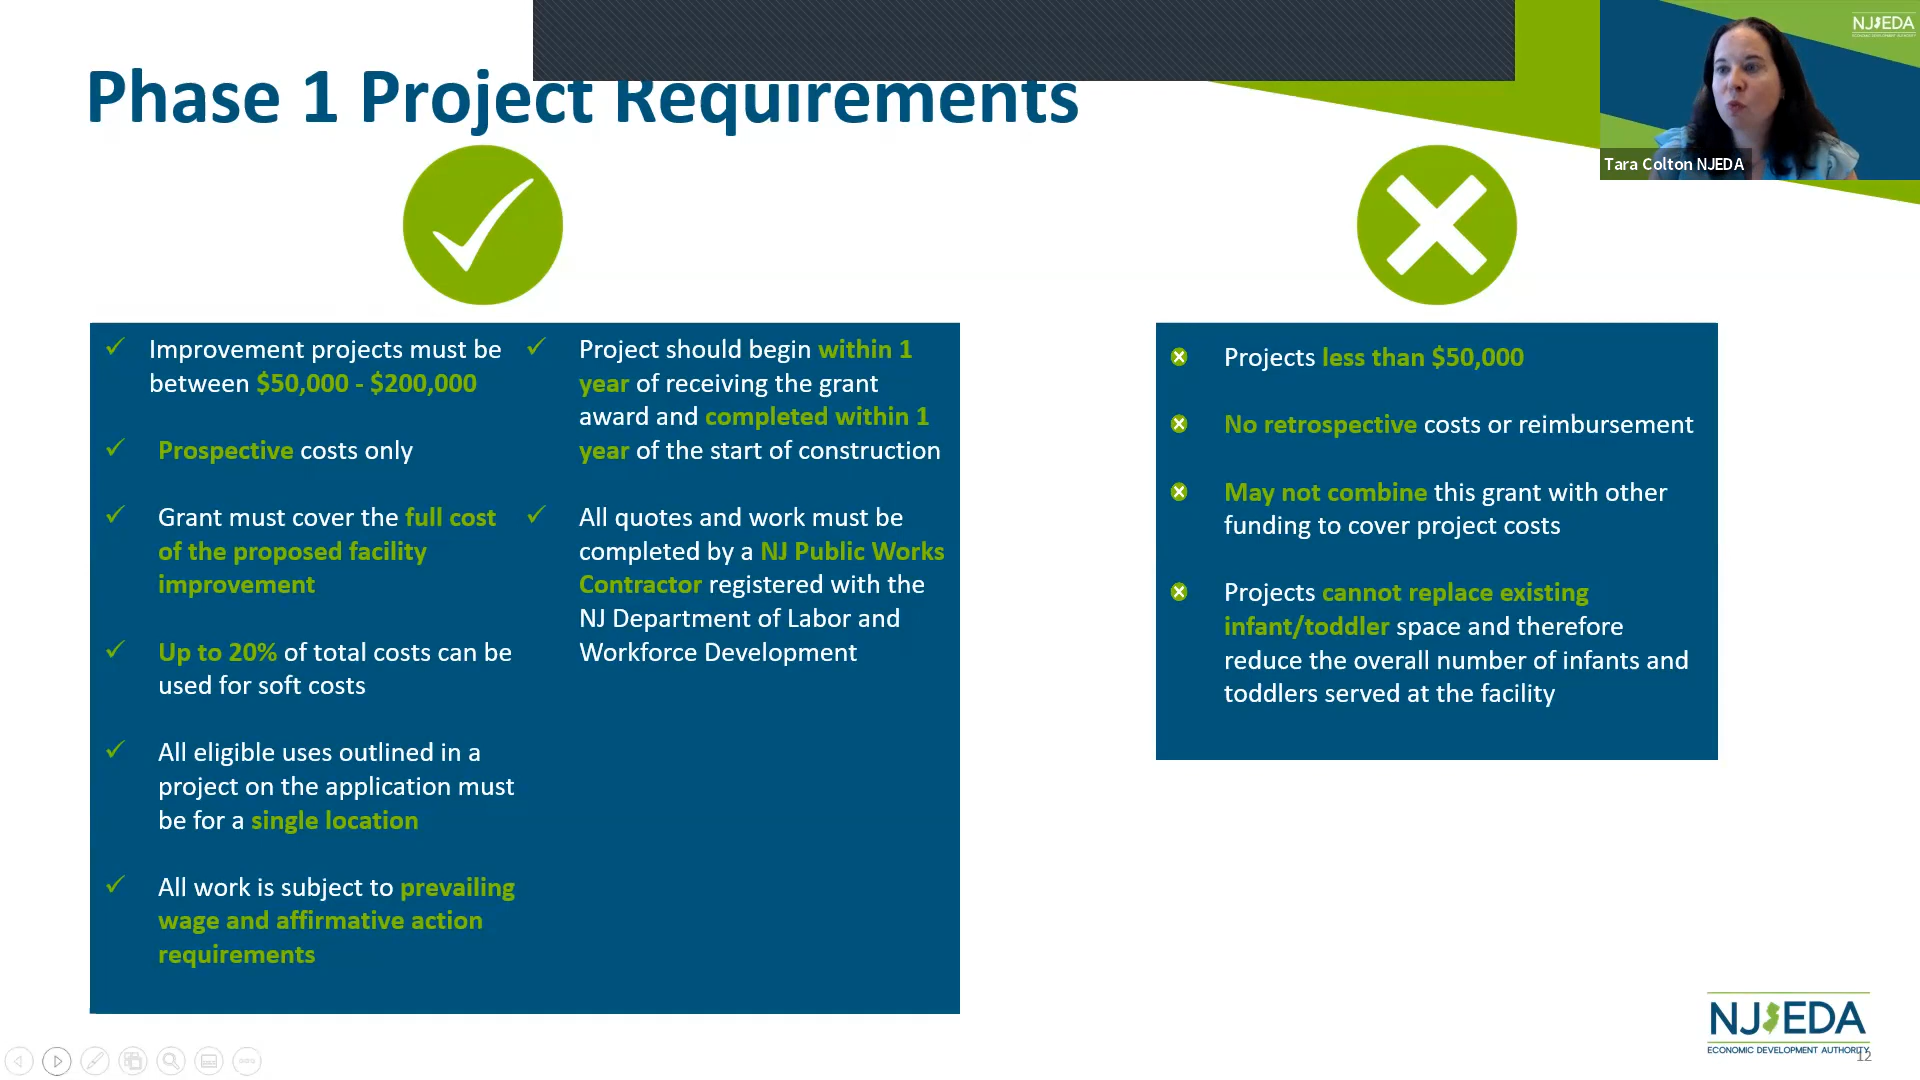 Phase 1 Project Requirements
NJEDA
ECONOMIC DEVELOPMENT AUTHORITY
Tara Colton NJEDA
Improvement projects must be
between $50,000 - $200,000
Prospective costs only
Grant must cover the full cost
of the proposed facility
improvement
Up to 20% of total costs can be
used for soft costs
All eligible uses outlined in a
project on the application must
be for a single location
All work is subject to prevailing
wage and affirmative action
requirements
Project should begin within 1
year of receiving the grant
award and completed within 1
year of the start of construction
All quotes and work must be
completed by a NJ Public Works
Contractor registered with the
NJ Department of Labor and
Workforce Development
Projects less than $50,000
No retrospective costs or reimbursement
May not combine this grant with other
funding to cover project costs
Projects cannot replace existing
infant/toddler space and therefore
reduce the overall number of infants and
toddlers served at the facility
NJEDA
ECONOMIC DEVELOPMENT AUTHORITY
12